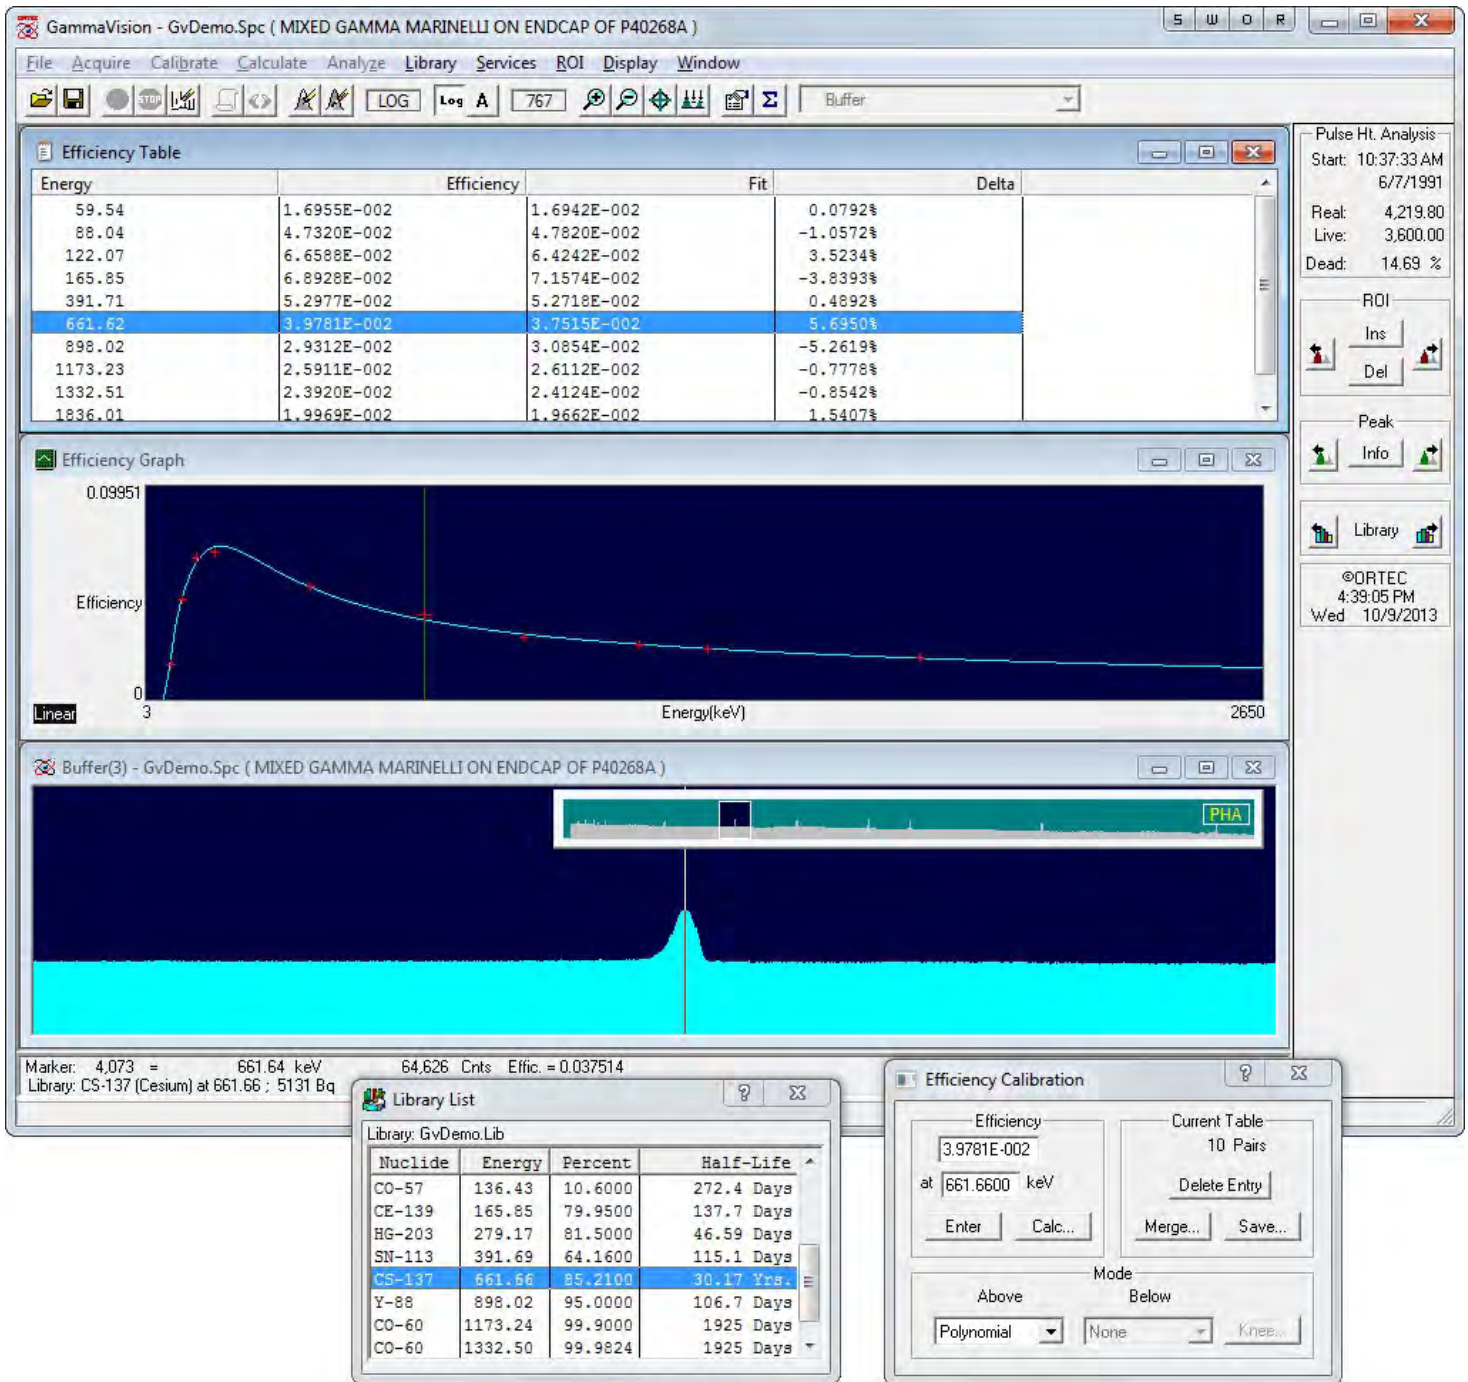 GammaVision - GvDemo.Spc ( MIXED GAMMA MARINELLI ON ENDCAP OF P40268A )
S W O R
File Acquire Calibrate Calculate Analyze Library Services ROI Display Window
STOP LOG Log A 767 Σ Buffer
Efficiency Table
Energy Efficiency Fit Delta
59.54 1.6955E-002 1.6942E-002 0.0792%
88.04 4.7320E-002 4.7820E-002 -1.0572%
122.07 6.6588E-002 6.4242E-002 3.5234%
165.85 6.8928E-002 7.1574E-002 -3.8393%
391.71 5.2977E-002 5.2718E-002 0.4892%
661.62 3.9781E-002 3.7515E-002 5.6950%
898.02 2.9312E-002 3.0854E-002 -5.2619%
1173.23 2.5911E-002 2.6112E-002 -0.7778%
1332.51 2.3920E-002 2.4124E-002 -0.8542%
1836.01 1.9969E-002 1.9662E-002 1.5407%
Efficiency Graph
0.09951
Efficiency
0
Linear 3 Energy(keV) 2650
Buffer(3) - GvDemo.Spc ( MIXED GAMMA MARINELLI ON ENDCAP OF P40268A )
PHA
Marker: 4,073 = 661.64 keV 64,626 Cnts Effic. = 0.037514
Library: CS-137 (Cesium) at 661.66 ; 5131 Bq
Pulse Ht. Analysis
Start: 10:37:33 AM
6/7/1991
Real: 4,219.80
Live: 3,600.00
Dead: 14.69 %
ROI
Ins
Del
Peak
Info
Library
©ORTEC
4:39:05 PM
Wed 10/9/2013
Library List
Library: GvDemo.Lib
Nuclide Energy Percent Half-Life
CO-57 136.43 10.6000 272.4 Days
CE-139 165.85 79.9500 137.7 Days
HG-203 279.17 81.5000 46.59 Days
SN-113 391.69 64.1600 115.1 Days
CS-137 661.66 85.2100 30.17 Yrs.
Y-88 898.02 95.0000 106.7 Days
CO-60 1173.24 99.9000 1925 Days
CO-60 1332.50 99.9824 1925 Days
Efficiency Calibration
Efficiency
3.9781E-002
at 661.6600 keV
Enter Calc...
Current Table
10 Pairs
Delete Entry
Merge... Save...
Mode
Above Below
Polynomial None Knee...